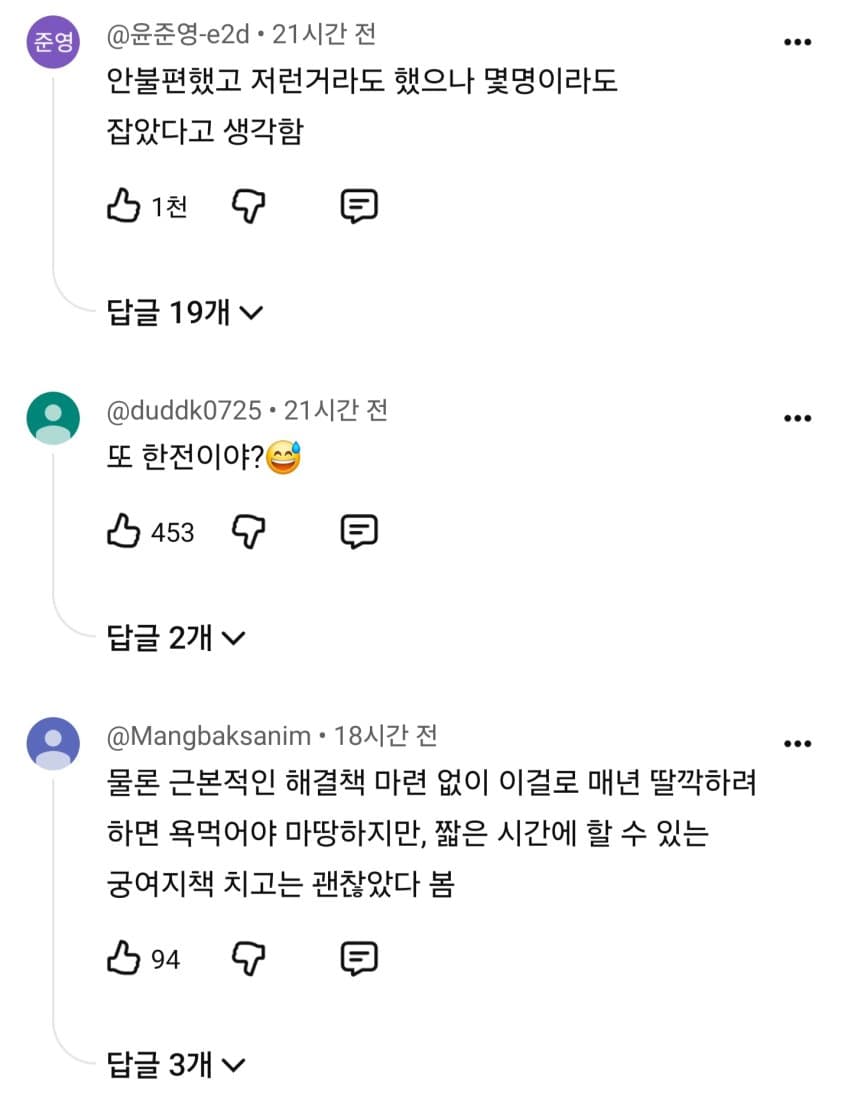 준영
@윤준영-e2d • 21시간 전
안불편했고 저런거라도 했으나 몇명이라도
잡았다고 생각함
1천
답글 19개
@duddk0725 • 21시간 전
또 한전이야?😅
453
답글 2개
@Mangbaksanim • 18시간 전
물론 근본적인 해결책 마련 없이 이걸로 매년 딸깍하려
하면 욕먹어야 마땅하지만, 짧은 시간에 할 수 있는
궁여지책 치고는 괜찮았다 봄
94
답글 3개